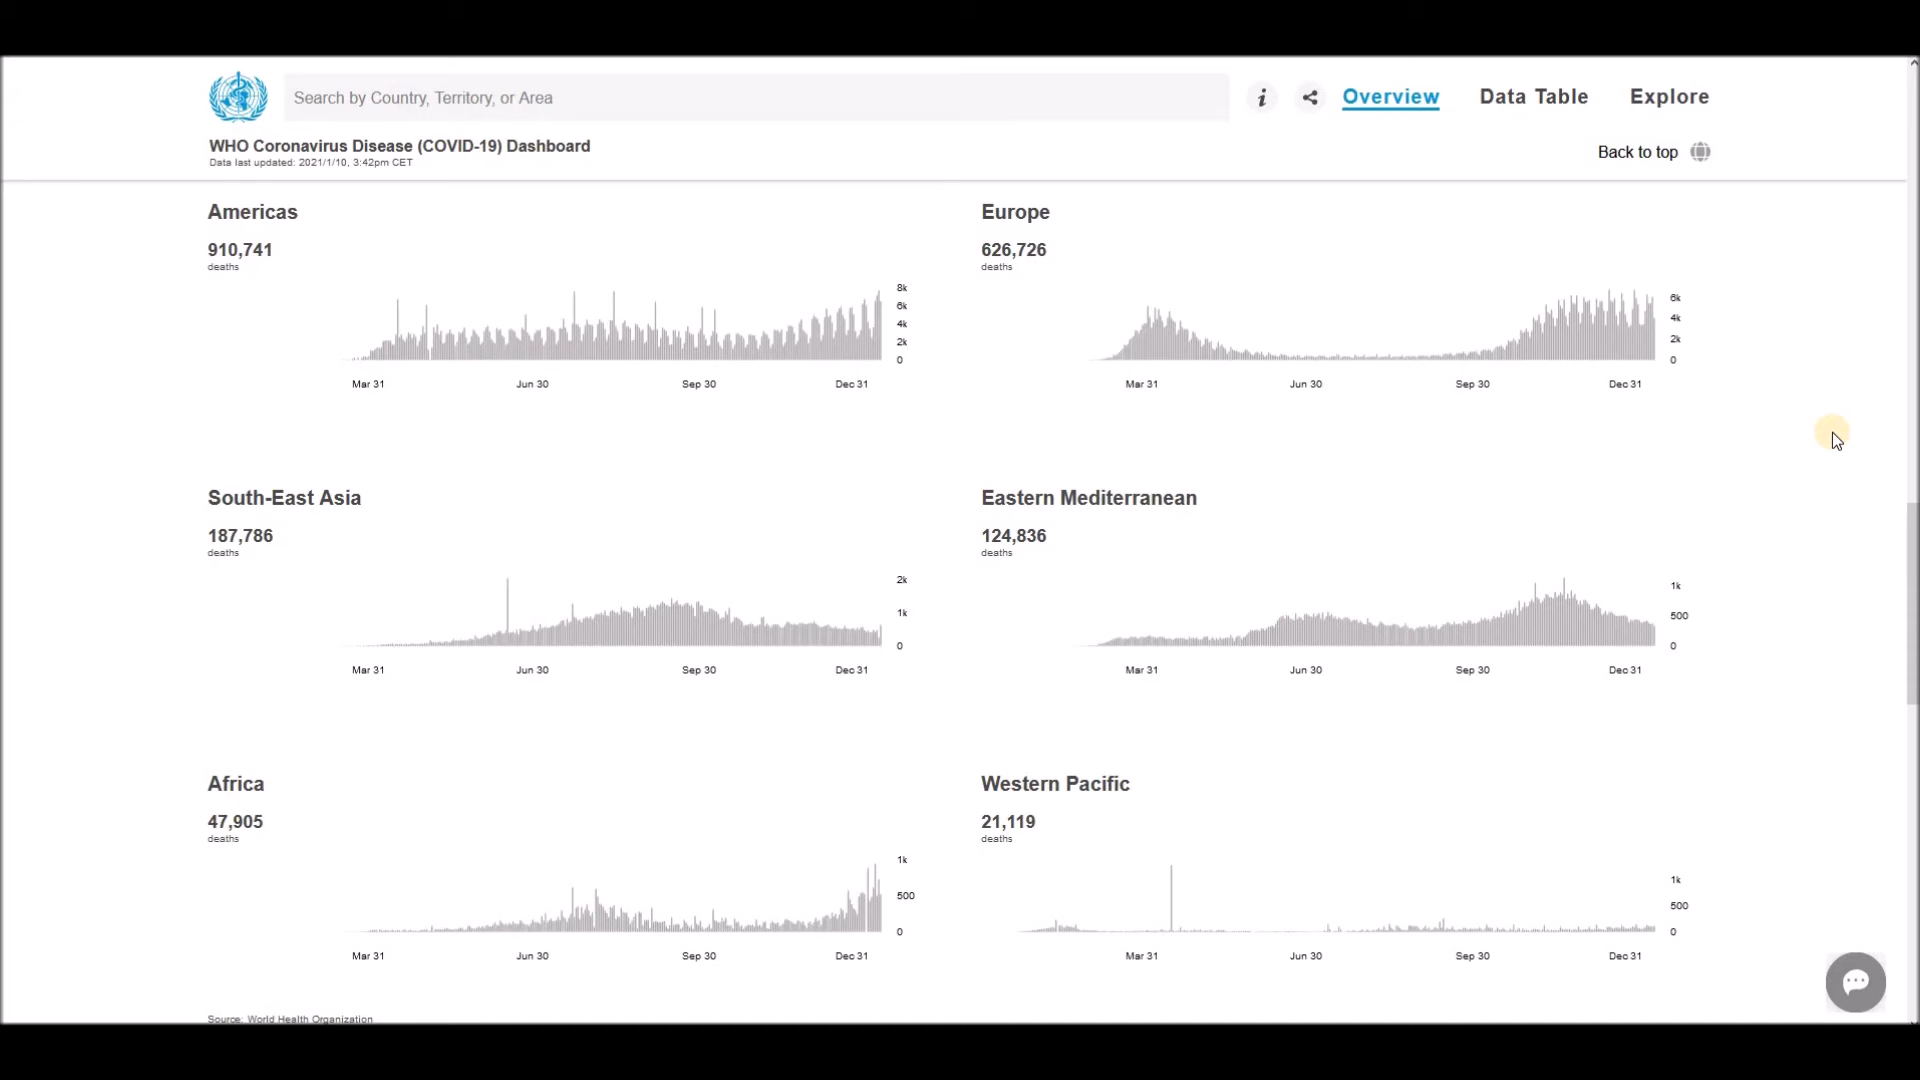 Search by Country, Territory, or Area
i
Overview
Data Table
Explore
WHO Coronavirus Disease (COVID-19) Dashboard
Data last updated: 2021/1/10, 3:42pm CET
Back to top
Americas
910,741
deaths
8k
6k
4k
2k
0
Mar 31 Jun 30 Sep 30 Dec 31
Europe
626,726
deaths
6k
4k
2k
0
Mar 31 Jun 30 Sep 30 Dec 31
South-East Asia
187,786
deaths
2k
1k
0
Mar 31 Jun 30 Sep 30 Dec 31
Eastern Mediterranean
124,836
deaths
1k
500
0
Mar 31 Jun 30 Sep 30 Dec 31
Africa
47,905
deaths
1k
500
0
Mar 31 Jun 30 Sep 30 Dec 31
Western Pacific
21,119
deaths
1k
500
0
Mar 31 Jun 30 Sep 30 Dec 31
Source: World Health Organization